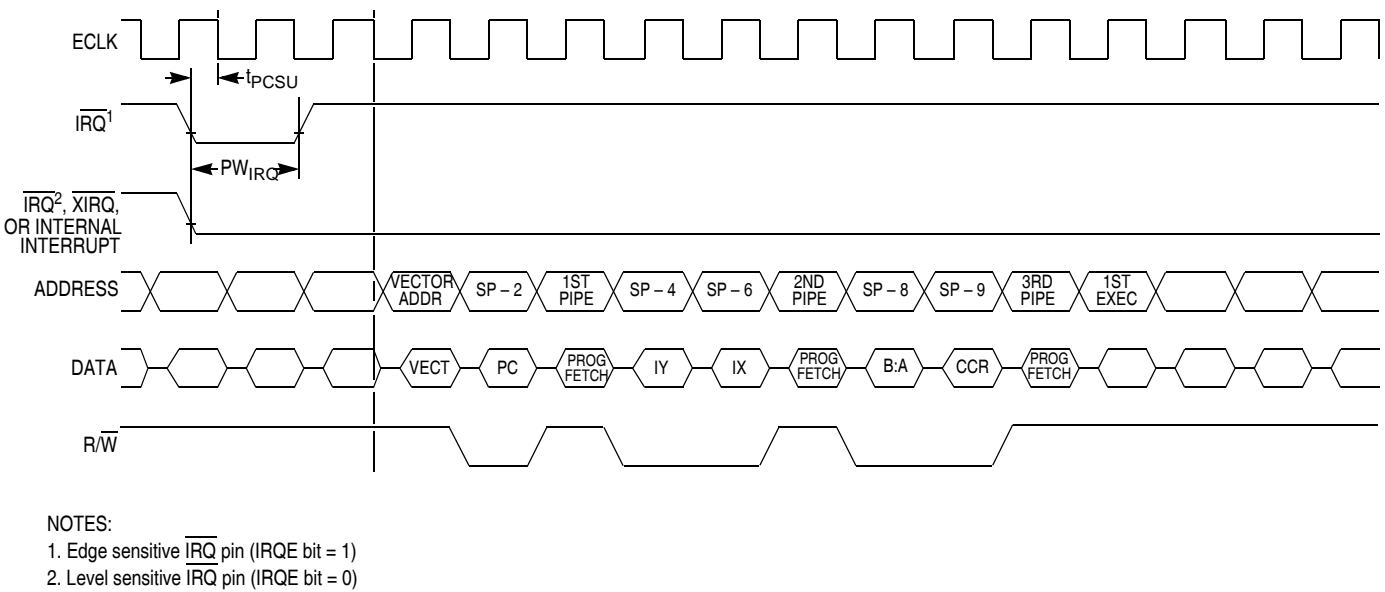 ECLK
tPCSU
IRQ1
PWIRQ
IRQ2, XIRQ,
OR INTERNAL
INTERRUPT
ADDRESS
VECTOR
ADDR
SP – 2
1ST
PIPE
SP – 4
SP – 6
2ND
PIPE
SP – 8
SP – 9
3RD
PIPE
1ST
EXEC
DATA
VECT
PC
PROG
FETCH
IY
IX
PROG
FETCH
B:A
CCR
PROG
FETCH
R/W
NOTES:
1. Edge sensitive IRQ pin (IRQE bit = 1)
2. Level sensitive IRQ pin (IRQE bit = 0)